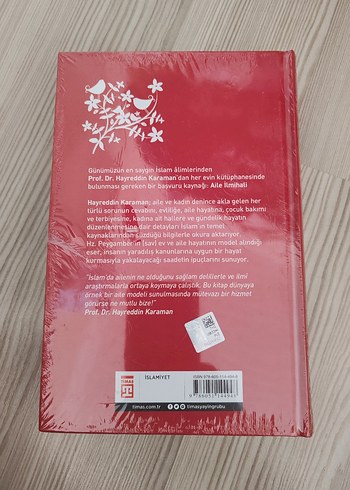 Günümüzün en saygın İslam âlimlerinden
Prof. Dr. Hayreddin Karaman'dan her evin kütüphanesinde
bulunması gereken bir başvuru kaynağı: Aile İlmihali
Hayreddin Karaman; aile ve kadın denince akla gelen her
türlü sorunun cevabını, evliliğe, aile hayatına, çocuk bakımı
ve terbiyesine, kadına ait hallere ve gündelik hayatın
düzenlenmesine dair detayları İslam'ın temel
kaynaklarından süzdüğü bilgilerle okura aktarıyor.
Hz. Peygamber'in (sav) ev ve aile hayatının model alındığı
eser, insanın yaradılış kanunlarına uygun bir hayat
kurmasıyla yakalayacağı saadetin ipuçlarını sunuyor.
"İslam'da ailenin ne olduğunu sağlam delillerle ve ilmî
araştırmalarla ortaya koymaya çalıştık. Bu kitap dünyaya
örnek bir aile modeli sunulmasında mütevazı bir hizmet
görürse ne mutlu bize!"
Prof. Dr. Hayreddin Karaman
TİMAŞ
İSLAMİYET
timas.com.tr
timasyayingrubu